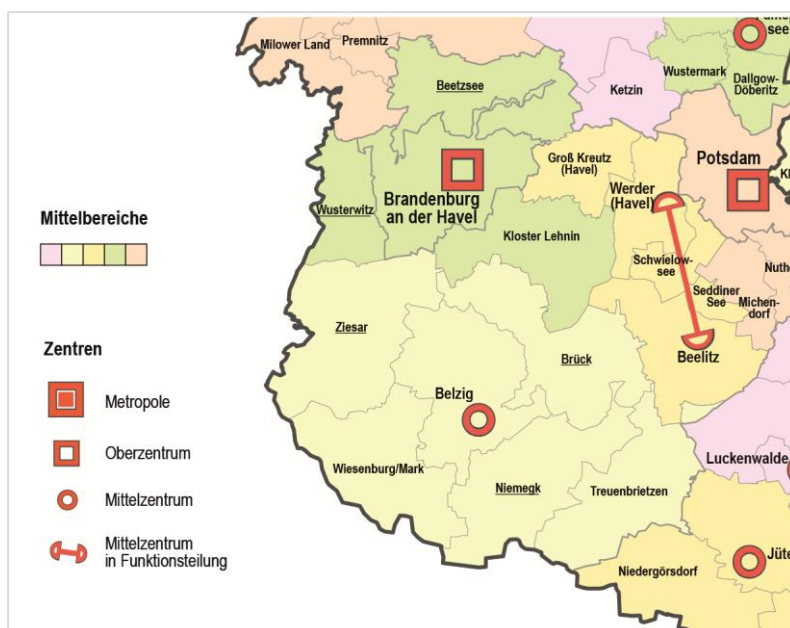 see
Milower Land
Premnitz
Beetzsee
Wustermark
Dallgow-
Döberitz
Ketzin
Groß Kreutz
(Havel)
Potsdam
Brandenburg
an der Havel
Werder
(Havel)
Wusterwitz
Kloster Lehnin
Schwielow-
see
Seddiner
See
Michen-
dorf
Mittelbereiche
Ziesar
Brück
Beelitz
Belzig
Luckenwalde
Wiesenburg/Mark
Niemegk
Treuenbrietzen
Niedergörsdorf
Jüte
Zentren
Metropole
Oberzentrum
Mittelzentrum
Mittelzentrum
in Funktionsteilung